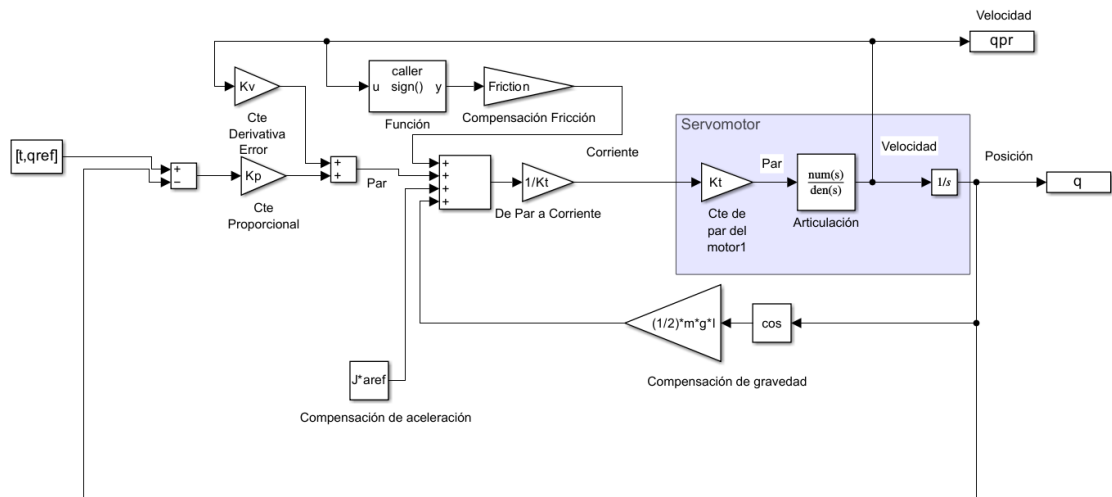 Velocidad
qpr
Kv
caller
u sign() y
Friction
Cte
Derivativa
Error
Función
Compensación Fricción
Servomotor
[t,qref]
Corriente
Par
Velocidad
Posición
+
−
Kp
+
+
Par
+
+
+
+
1/Kt
Kt
num(s)
den(s)
1/s
q
Cte
Proporcional
De Par a Corriente
Cte de
par del
motor1
Articulación
(1/2)*m*g*l
cos
J*aref
Compensación de gravedad
Compensación de aceleración